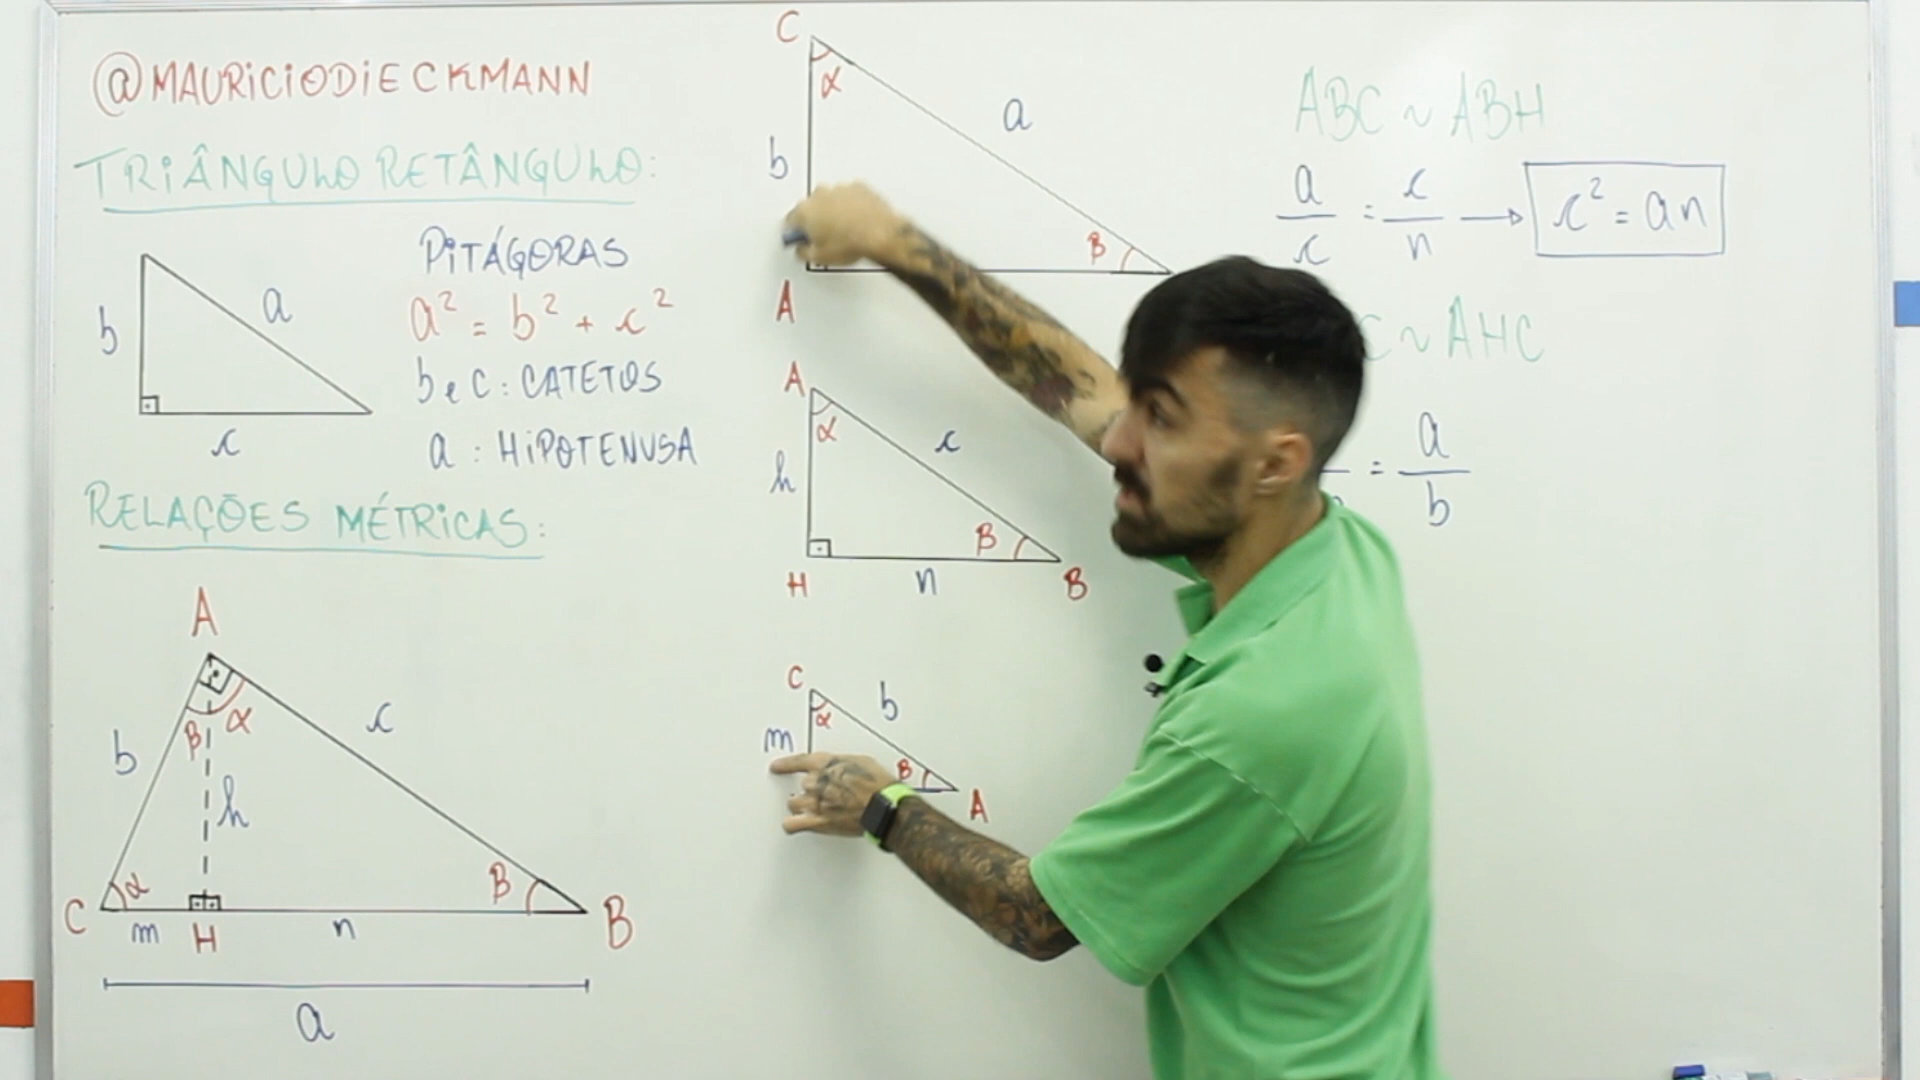 @MAURiCiODiECKMANN
TRiÂNGULO RETÂNGULO:
b
a
c
PiTÁGORAS
a² = b² + c²
b e c: CATETOS
a : HiPOTENUSA
RELAÇÕES MÉTRICAS:
A
b
β
α
c
h
C
α
β
B
m
H
n
a
C
α
a
b
β
A
A
α
c
h
β
H
n
B
C
α
b
m
β
A
ABC ~ ABH
a/c = c/n → c² = an
C ~ AHC
= a/b